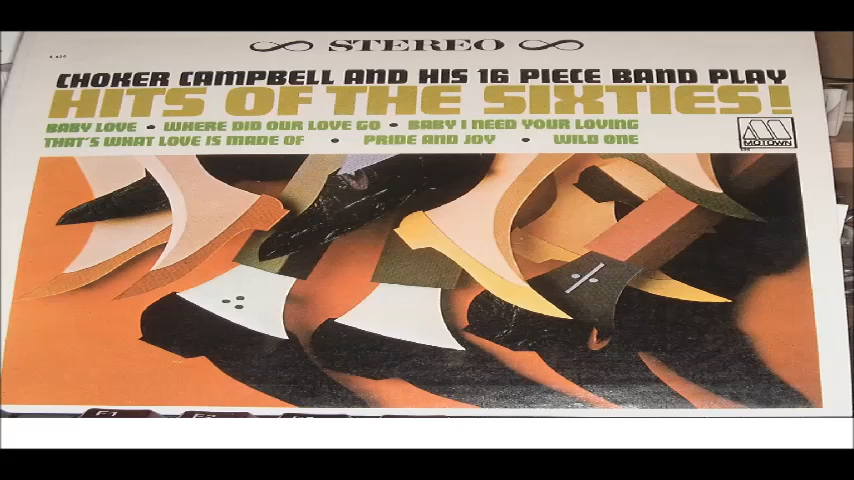 STEREO
CHOKER CAMPBELL AND HIS 16 PIECE BAND PLAY
HITS OF THE SIXTIES!
BABY LOVE • WHERE DID OUR LOVE GO • BABY I NEED YOUR LOVING
THAT'S WHAT LOVE IS MADE OF • PRIDE AND JOY • WILD ONE
MOTOWN
F1